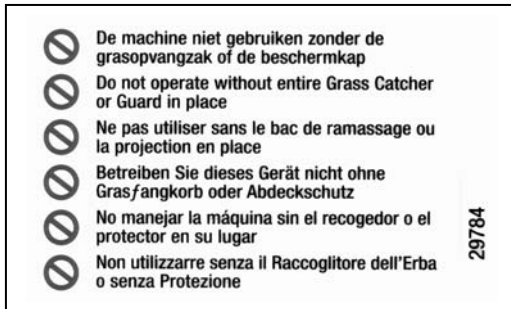 De machine niet gebruiken zonder de
grasopvangzak of de beschermkap
Do not operate without entire Grass Catcher
or Guard in place
Ne pas utiliser sans le bac de ramassage ou
la projection en place
Betreiben Sie dieses Gerät nicht ohne
Grasƒangkorb oder Abdeckschutz
No manejar la máquina sin el recogedor o el
protector en su lugar
Non utilizzarre senza il Raccoglitore dell'Erba
o senza Protezione
29784